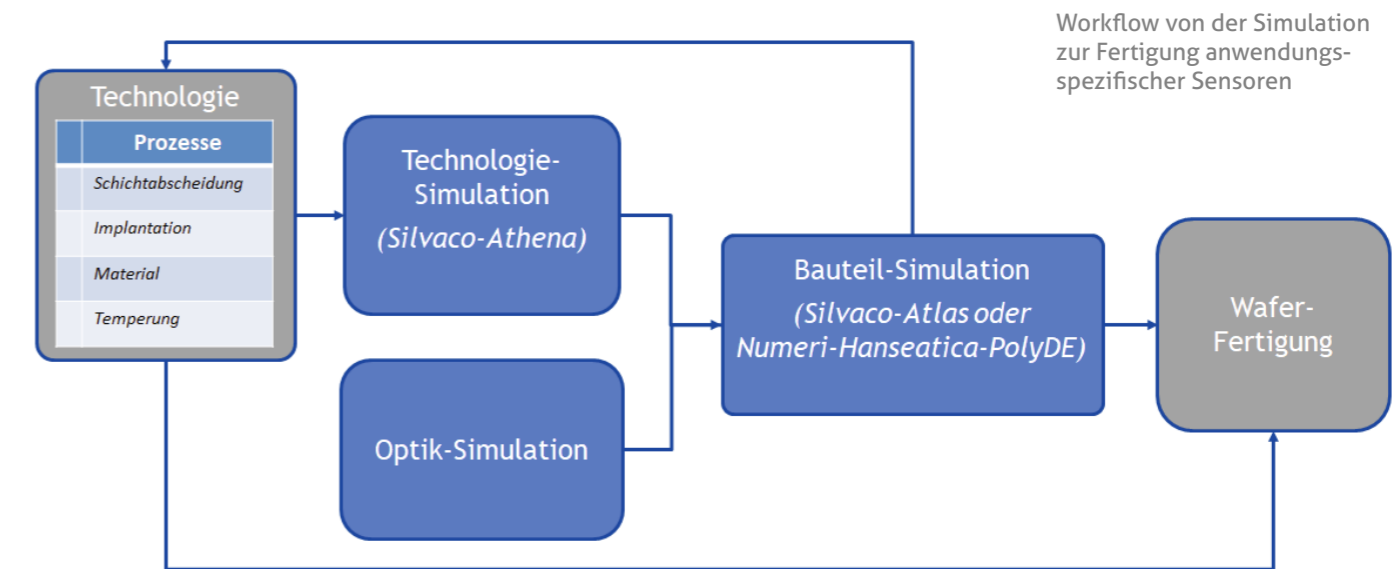 Workflow von der Simulation
zur Fertigung anwendungs-
spezifischer Sensoren
Technologie
Prozesse
Schichtabscheidung
Implantation
Material
Temperung
Technologie-
Simulation
(Silvaco-Athena)
Optik-Simulation
Bauteil-Simulation
(Silvaco-Atlas oder
Numeri-Hanseatica-PolyDE)
Wafer-
Fertigung